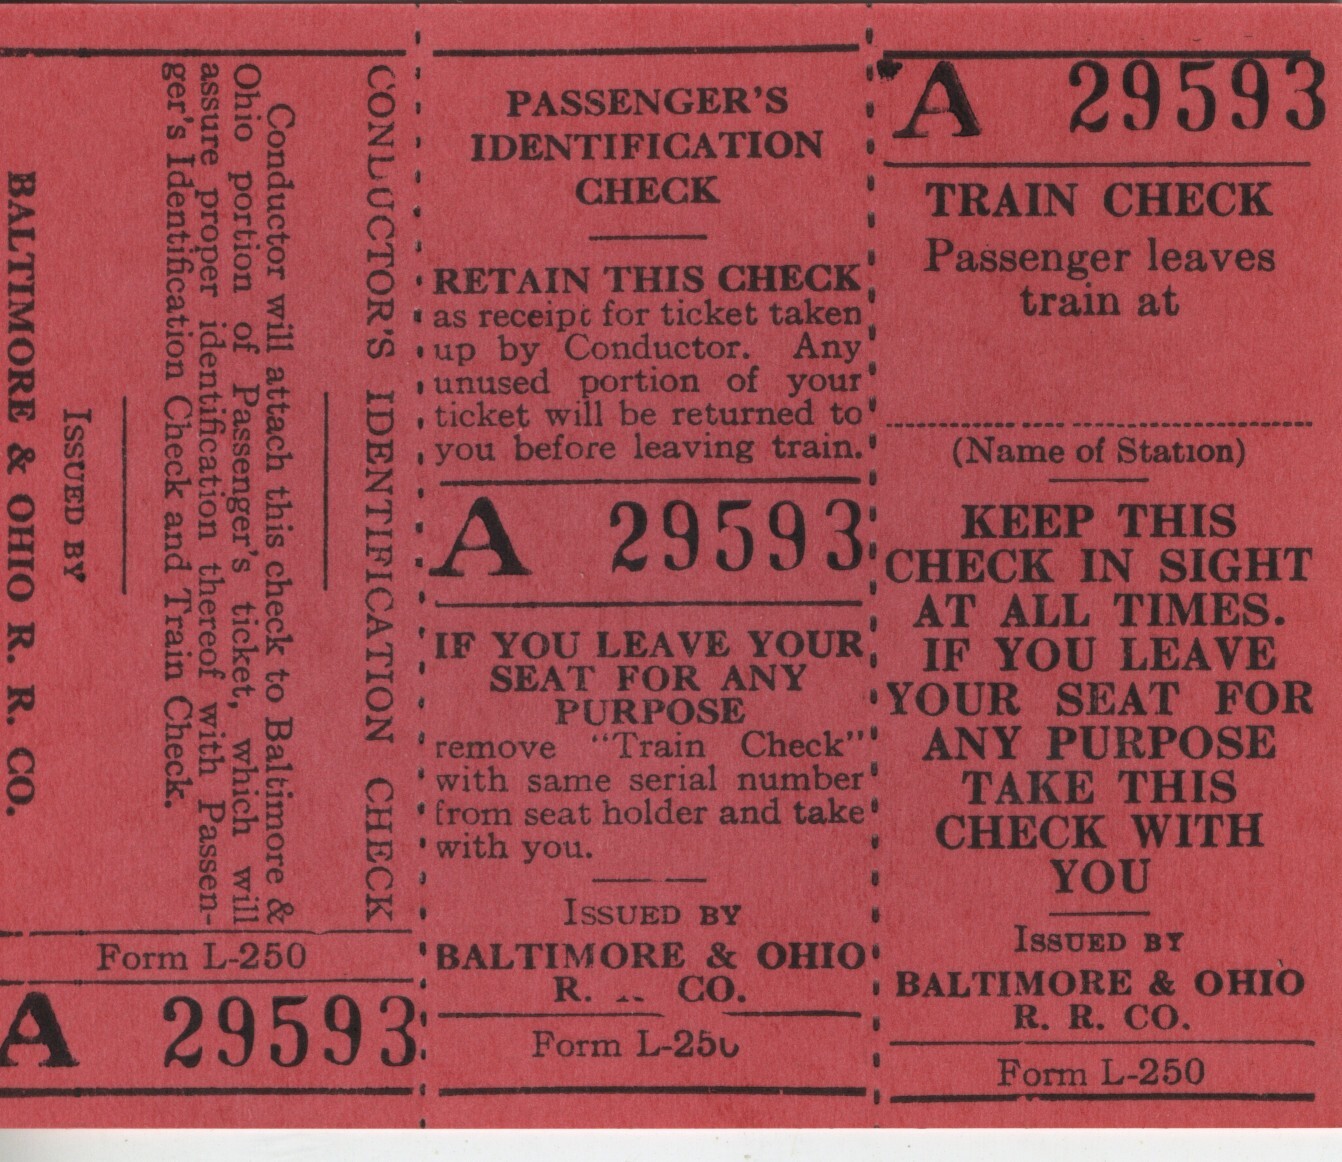 CONDUCTOR'S IDENTIFICATION CHECK
Conductor will attach this check to Baltimore &
Ohio portion of Passenger's ticket, which will
assure proper identification thereof with Passen-
ger's Identification Check and Train Check.
ISSUED BY
BALTIMORE & OHIO R. R. CO.
Form L-250
A 29593
PASSENGER'S
IDENTIFICATION
CHECK
RETAIN THIS CHECK
as receipt for ticket taken
up by Conductor. Any
unused portion of your
ticket will be returned to
you before leaving train.
A 29593
IF YOU LEAVE YOUR
SEAT FOR ANY
PURPOSE
remove "Train Check"
with same serial number
from seat holder and take
with you.
ISSUED BY
BALTIMORE & OHIO
R. CO.
Form L-250
A 29593
TRAIN CHECK
Passenger leaves
train at
(Name of Station)
KEEP THIS
CHECK IN SIGHT
AT ALL TIMES.
IF YOU LEAVE
YOUR SEAT FOR
ANY PURPOSE
TAKE THIS
CHECK WITH
YOU
ISSUED BY
BALTIMORE & OHIO
R. R. CO.
Form L-250